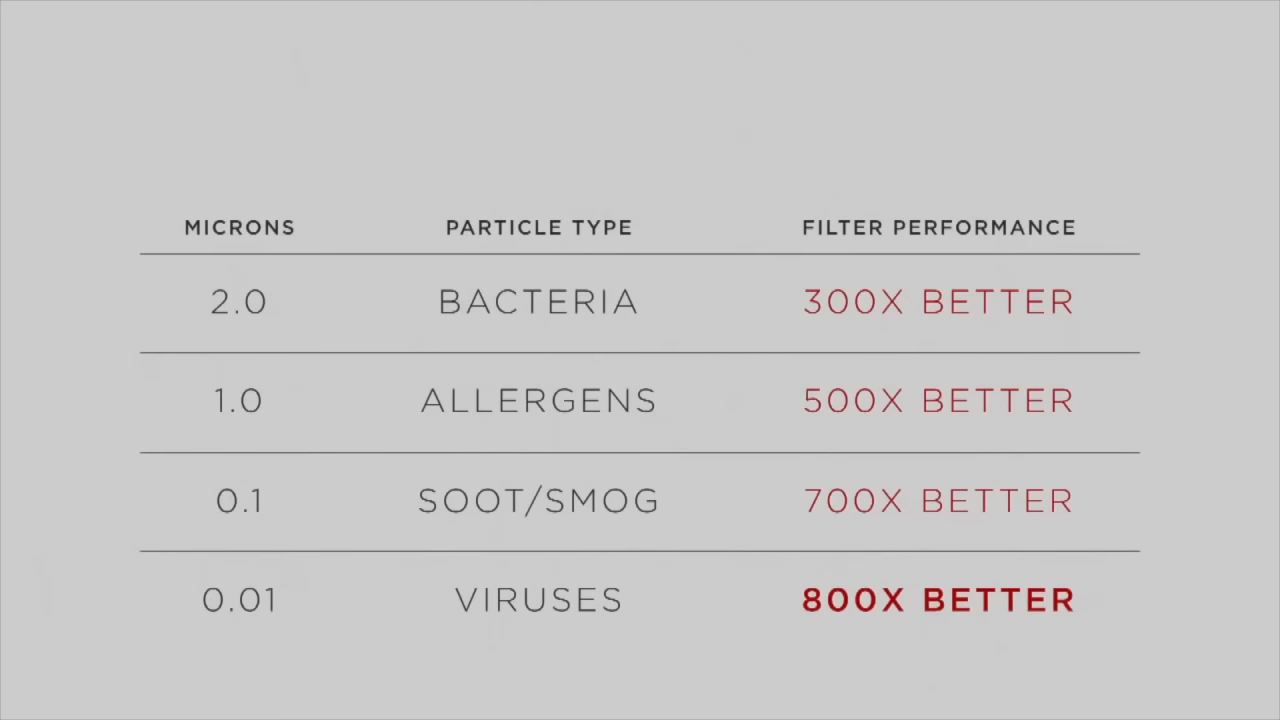 MICRONS PARTICLE TYPE FILTER PERFORMANCE
2.0 BACTERIA 300X BETTER
1.0 ALLERGENS 500X BETTER
0.1 SOOT/SMOG 700X BETTER
0.01 VIRUSES 800X BETTER